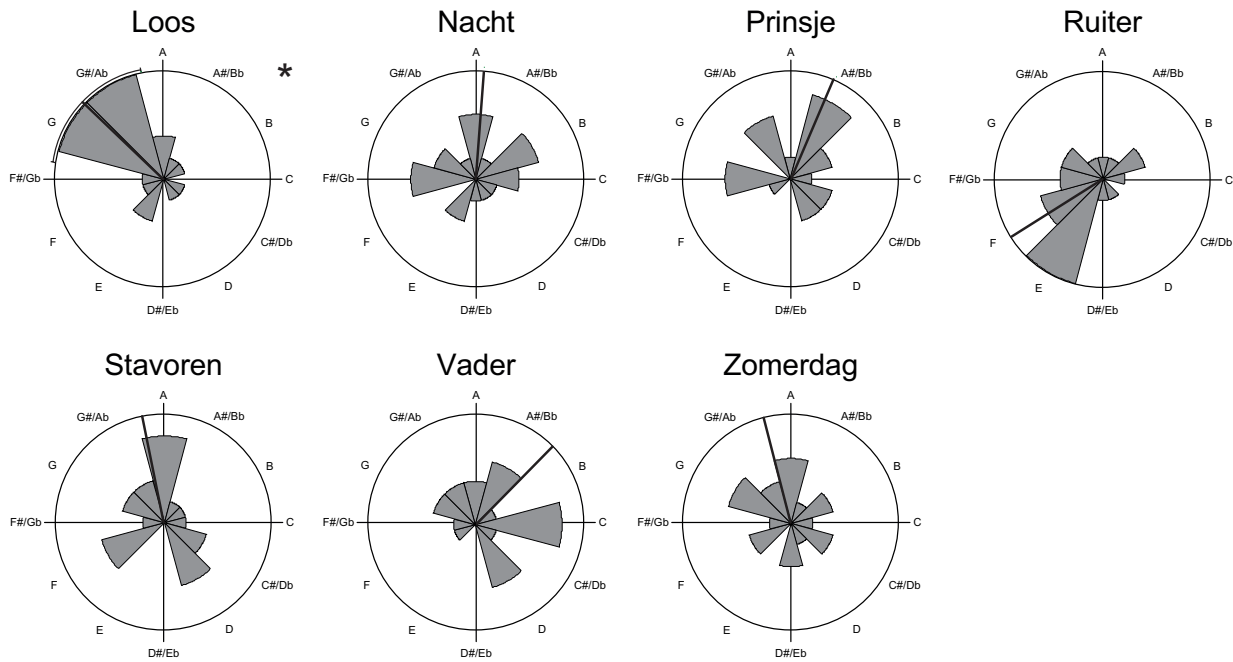 Loos
A
G#/Ab A#/Bb *
G B
F#/Gb C
F C#/Db
E D
D#/Eb
Nacht
A
G#/Ab A#/Bb
G B
F#/Gb C
F C#/Db
E D
D#/Eb
Prinsje
A
G#/Ab A#/Bb
G B
F#/Gb C
F C#/Db
E D
D#/Eb
Ruiter
A
G#/Ab A#/Bb
G B
F#/Gb C
F C#/Db
E D
D#/Eb
Stavoren
A
G#/Ab A#/Bb
G B
F#/Gb C
F C#/Db
E D
D#/Eb
Vader
A
G#/Ab A#/Bb
G B
F#/Gb C
F C#/Db
E D
D#/Eb
Zomerdag
A
G#/Ab A#/Bb
G B
F#/Gb C
F C#/Db
E D
D#/Eb